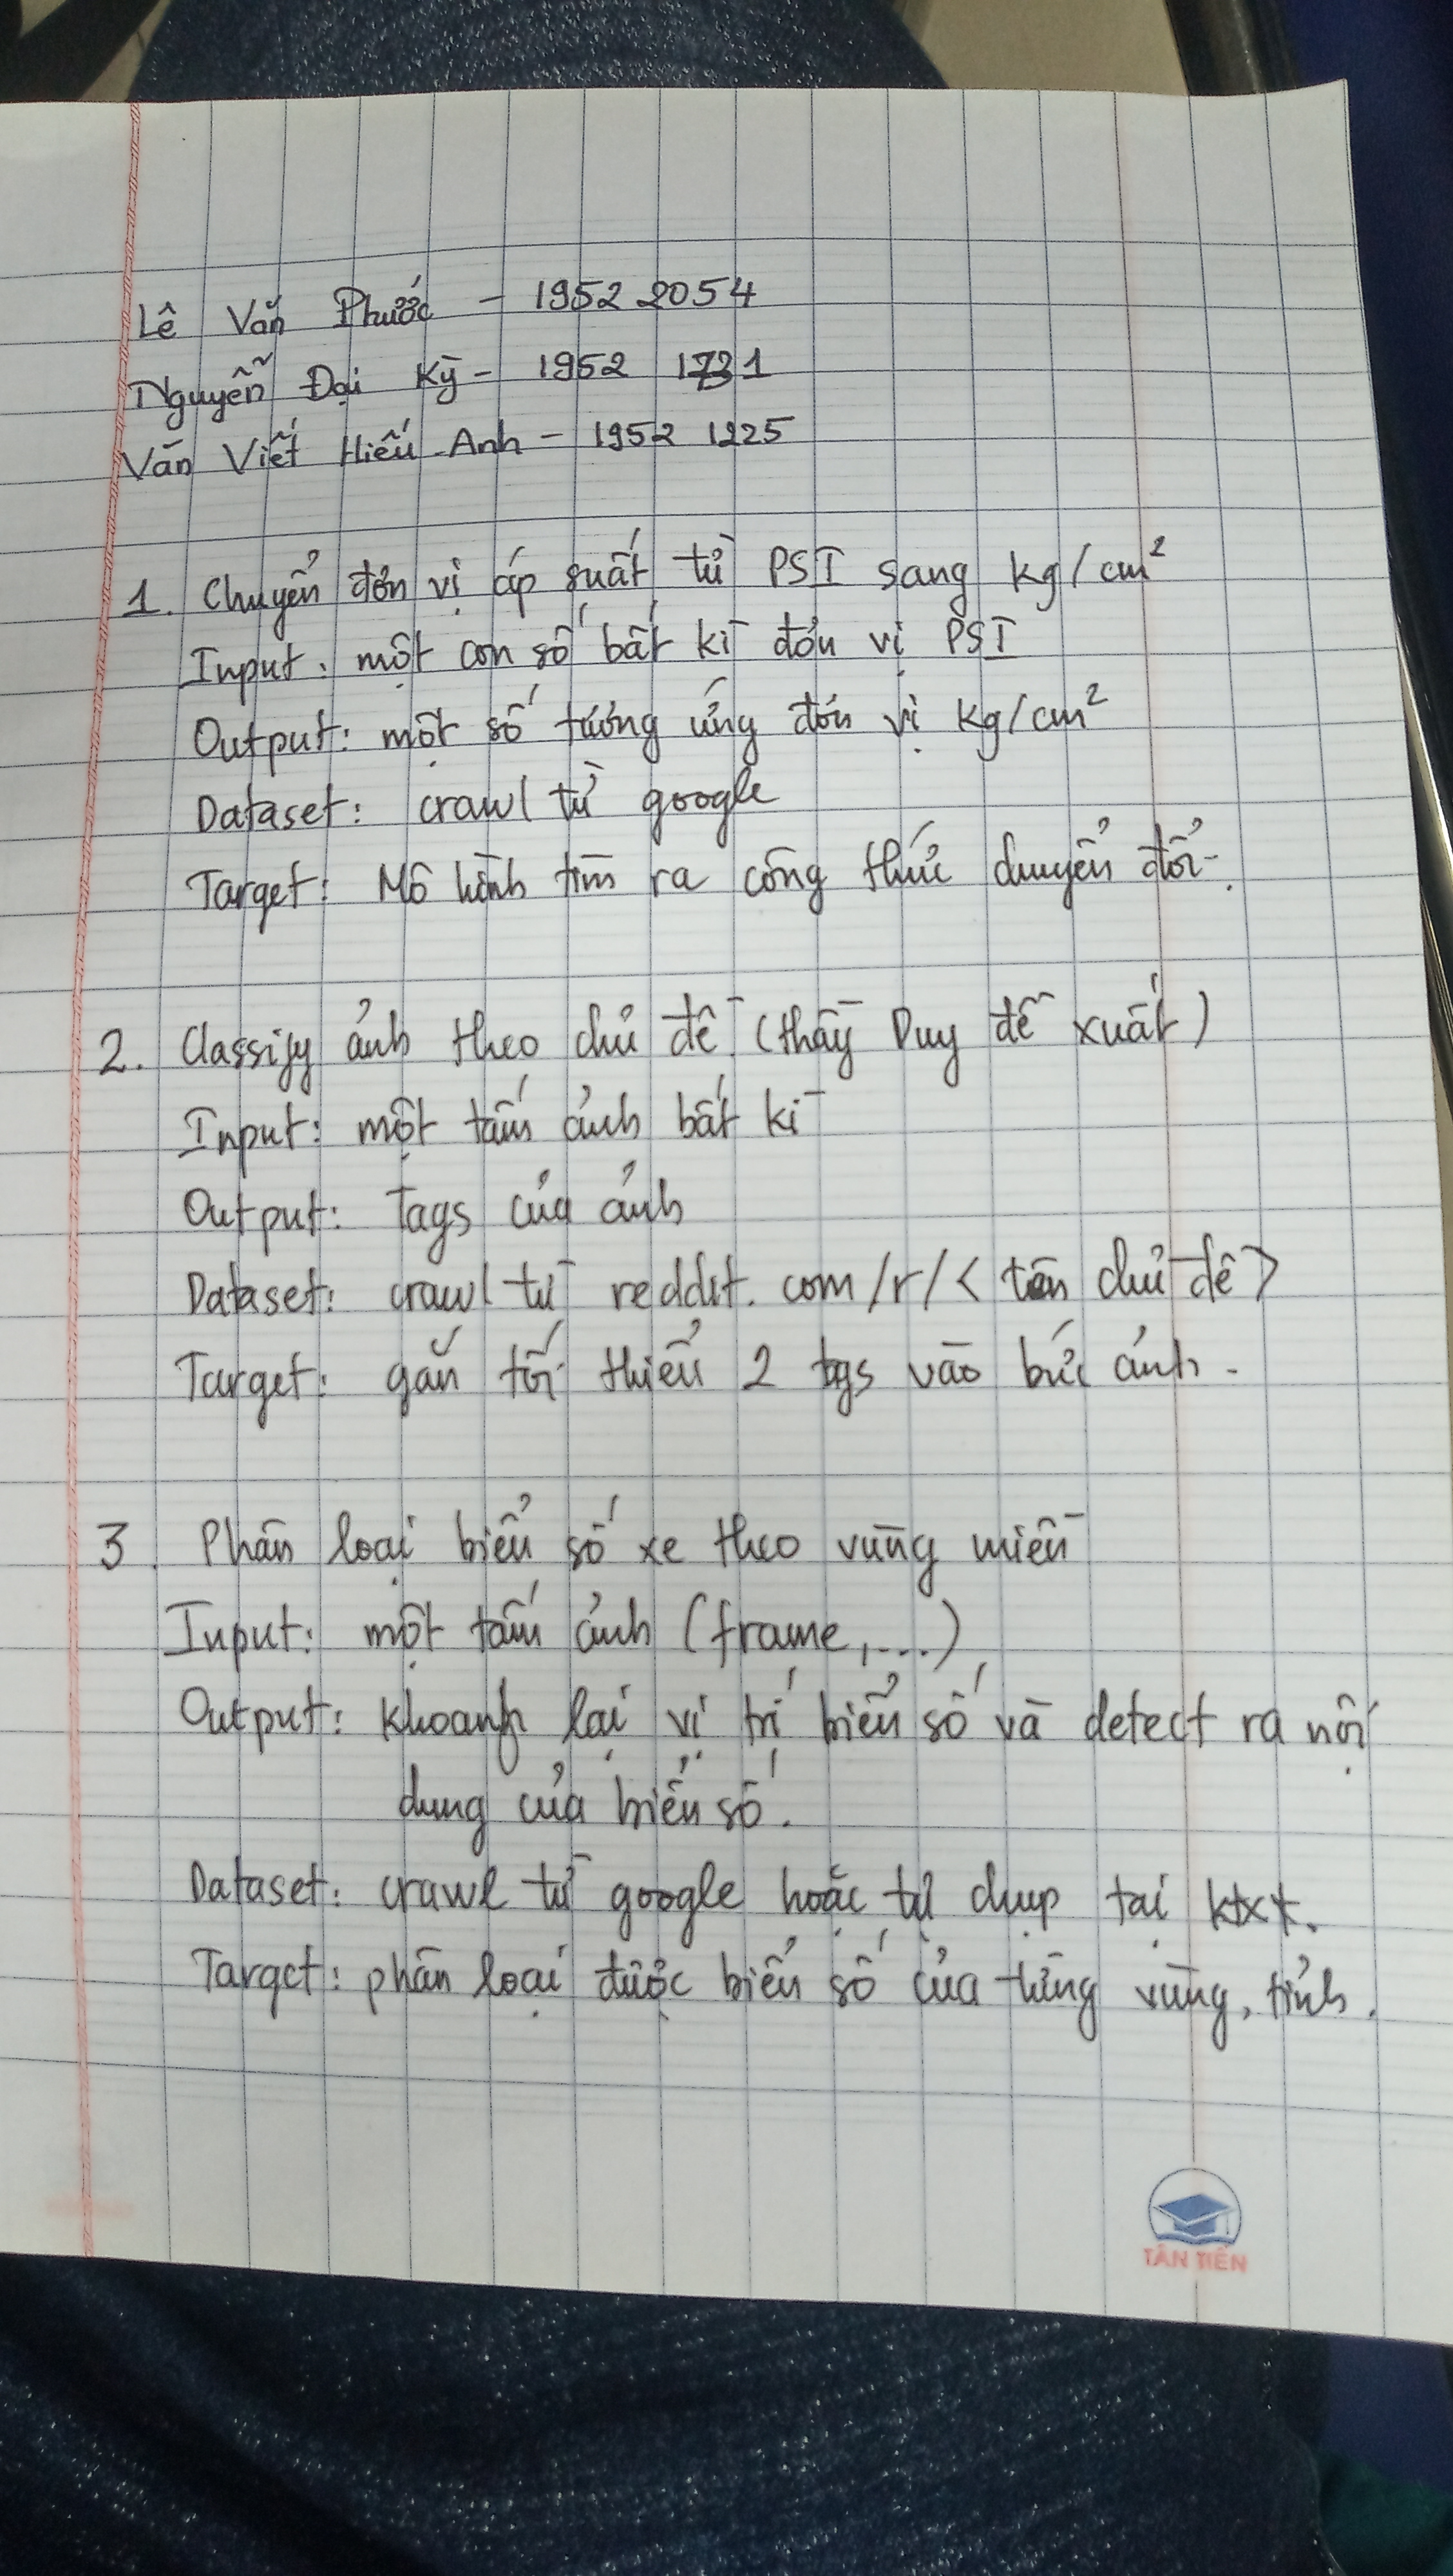 Lê Văn Phước - 1952 2054
Nguyễn Đại Kỳ - 1952 1731
Văn Viết Hiếu Anh - 1952 1225
1. Chuyển đơn vị áp suất từ PSI sang kg/cm²
Input: một con số bất kì đơn vị PSI
Output: một số tương ứng đơn vị kg/cm²
Dataset: crawl từ google
Target: Mô hình tìm ra công thức chuyển đổi.
2. Classify ảnh theo chủ đề (thầy Duy đề xuất)
Input: một tấm ảnh bất kì
Output: Tags của ảnh
Dataset: crawl từ reddit.com/r/<tên chủ đề>
Target: gắn tối thiểu 2 tgs vào bức ảnh.
3. Phân loại biển số xe theo vùng miền
Input: một tấm ảnh (frame,...)
Output: khoanh lại vị trí biển số và detect ra nội
dung của biển số.
Dataset: crawl từ google hoặc tự chụp tại ktxt.
Target: phân loại được biển số của từng vùng, tỉnh.
TÂN TIẾN